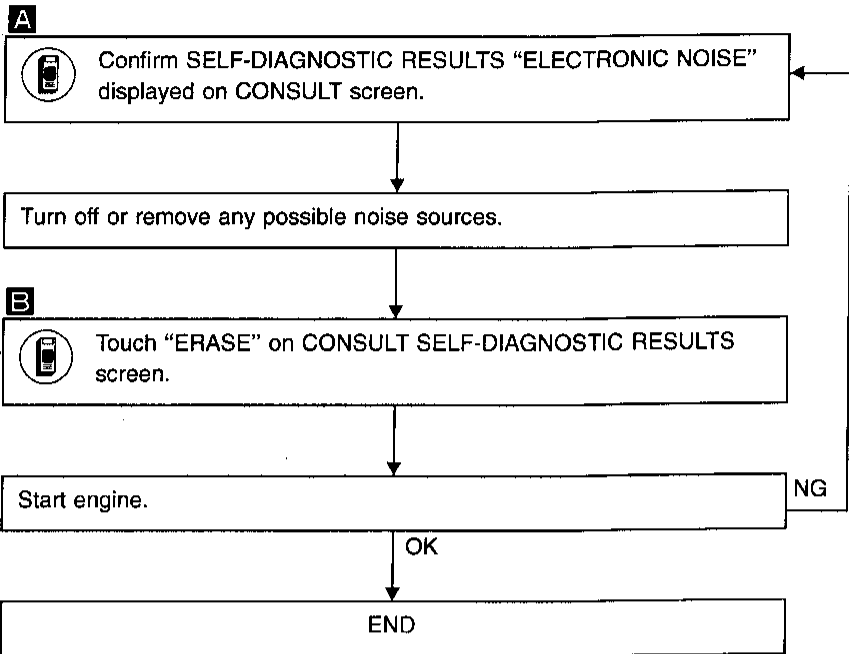 A
Confirm SELF-DIAGNOSTIC RESULTS “ELECTRONIC NOISE”
displayed on CONSULT screen.
Turn off or remove any possible noise sources.
B
Touch “ERASE” on CONSULT SELF-DIAGNOSTIC RESULTS
screen.
Start engine.
NG
OK
END